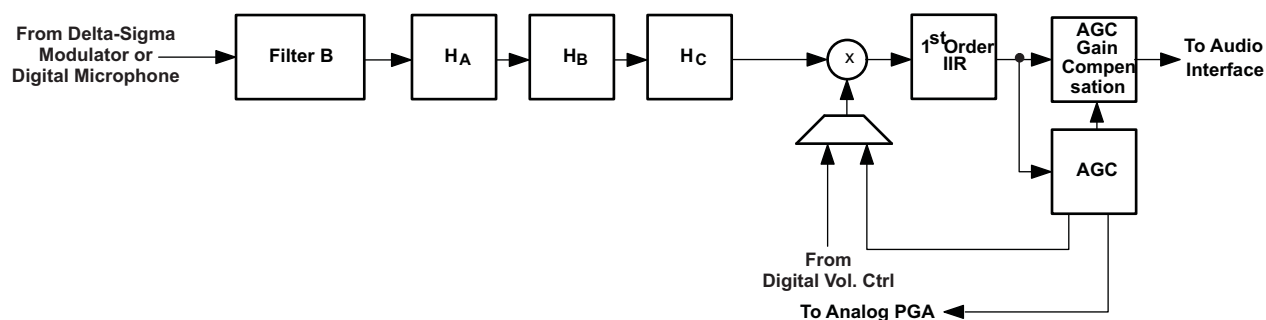 From Delta-Sigma
Modulator or
Digital Microphone
Filter B
HA
HB
HC
x
1st Order
IIR
AGC
Gain
Compen
sation
To Audio
Interface
AGC
From
Digital Vol. Ctrl
To Analog PGA